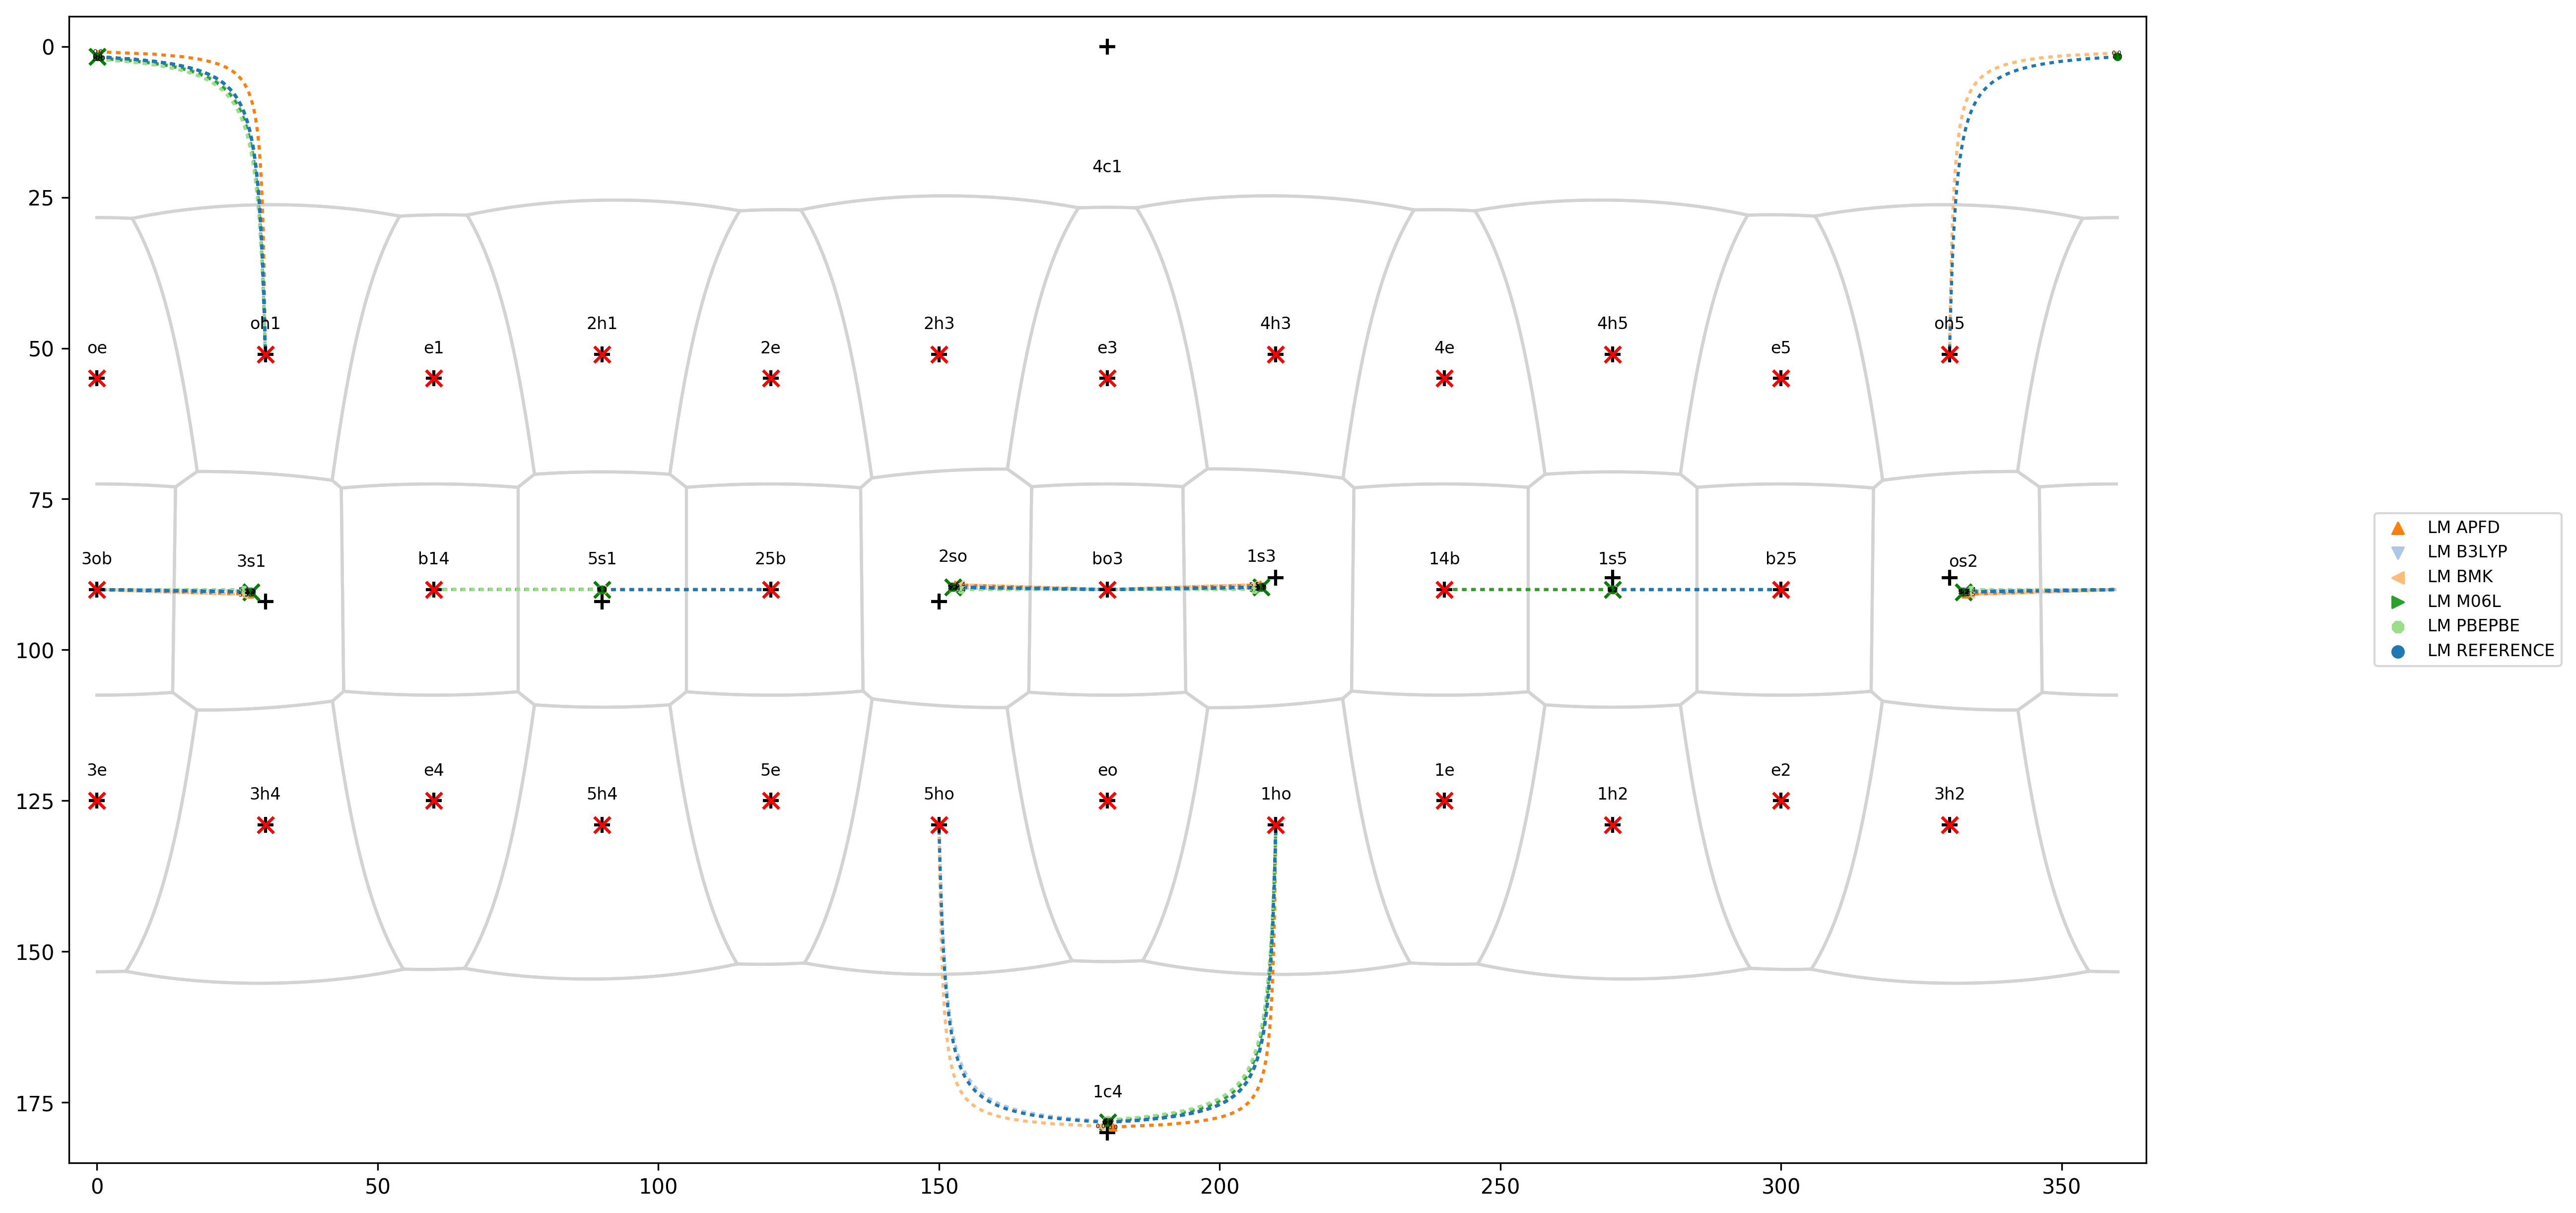 0
4c1
25
oh1 2h1 2h3 4h3 4h5 oh5
50
oe e1 2e e3 4e e5
75
3ob 3s1 b14 5s1 25b 2so bo3 1s3 14b 1s5 b25 os2
100
3e e4 5e eo 1e e2
125
3h4 5h4 5ho 1ho 1h2 3h2
150
1c4
175
0 50 100 150 200 250 300 350
LM APFD
LM B3LYP
LM BMK
LM M06L
LM PBEPBE
LM REFERENCE